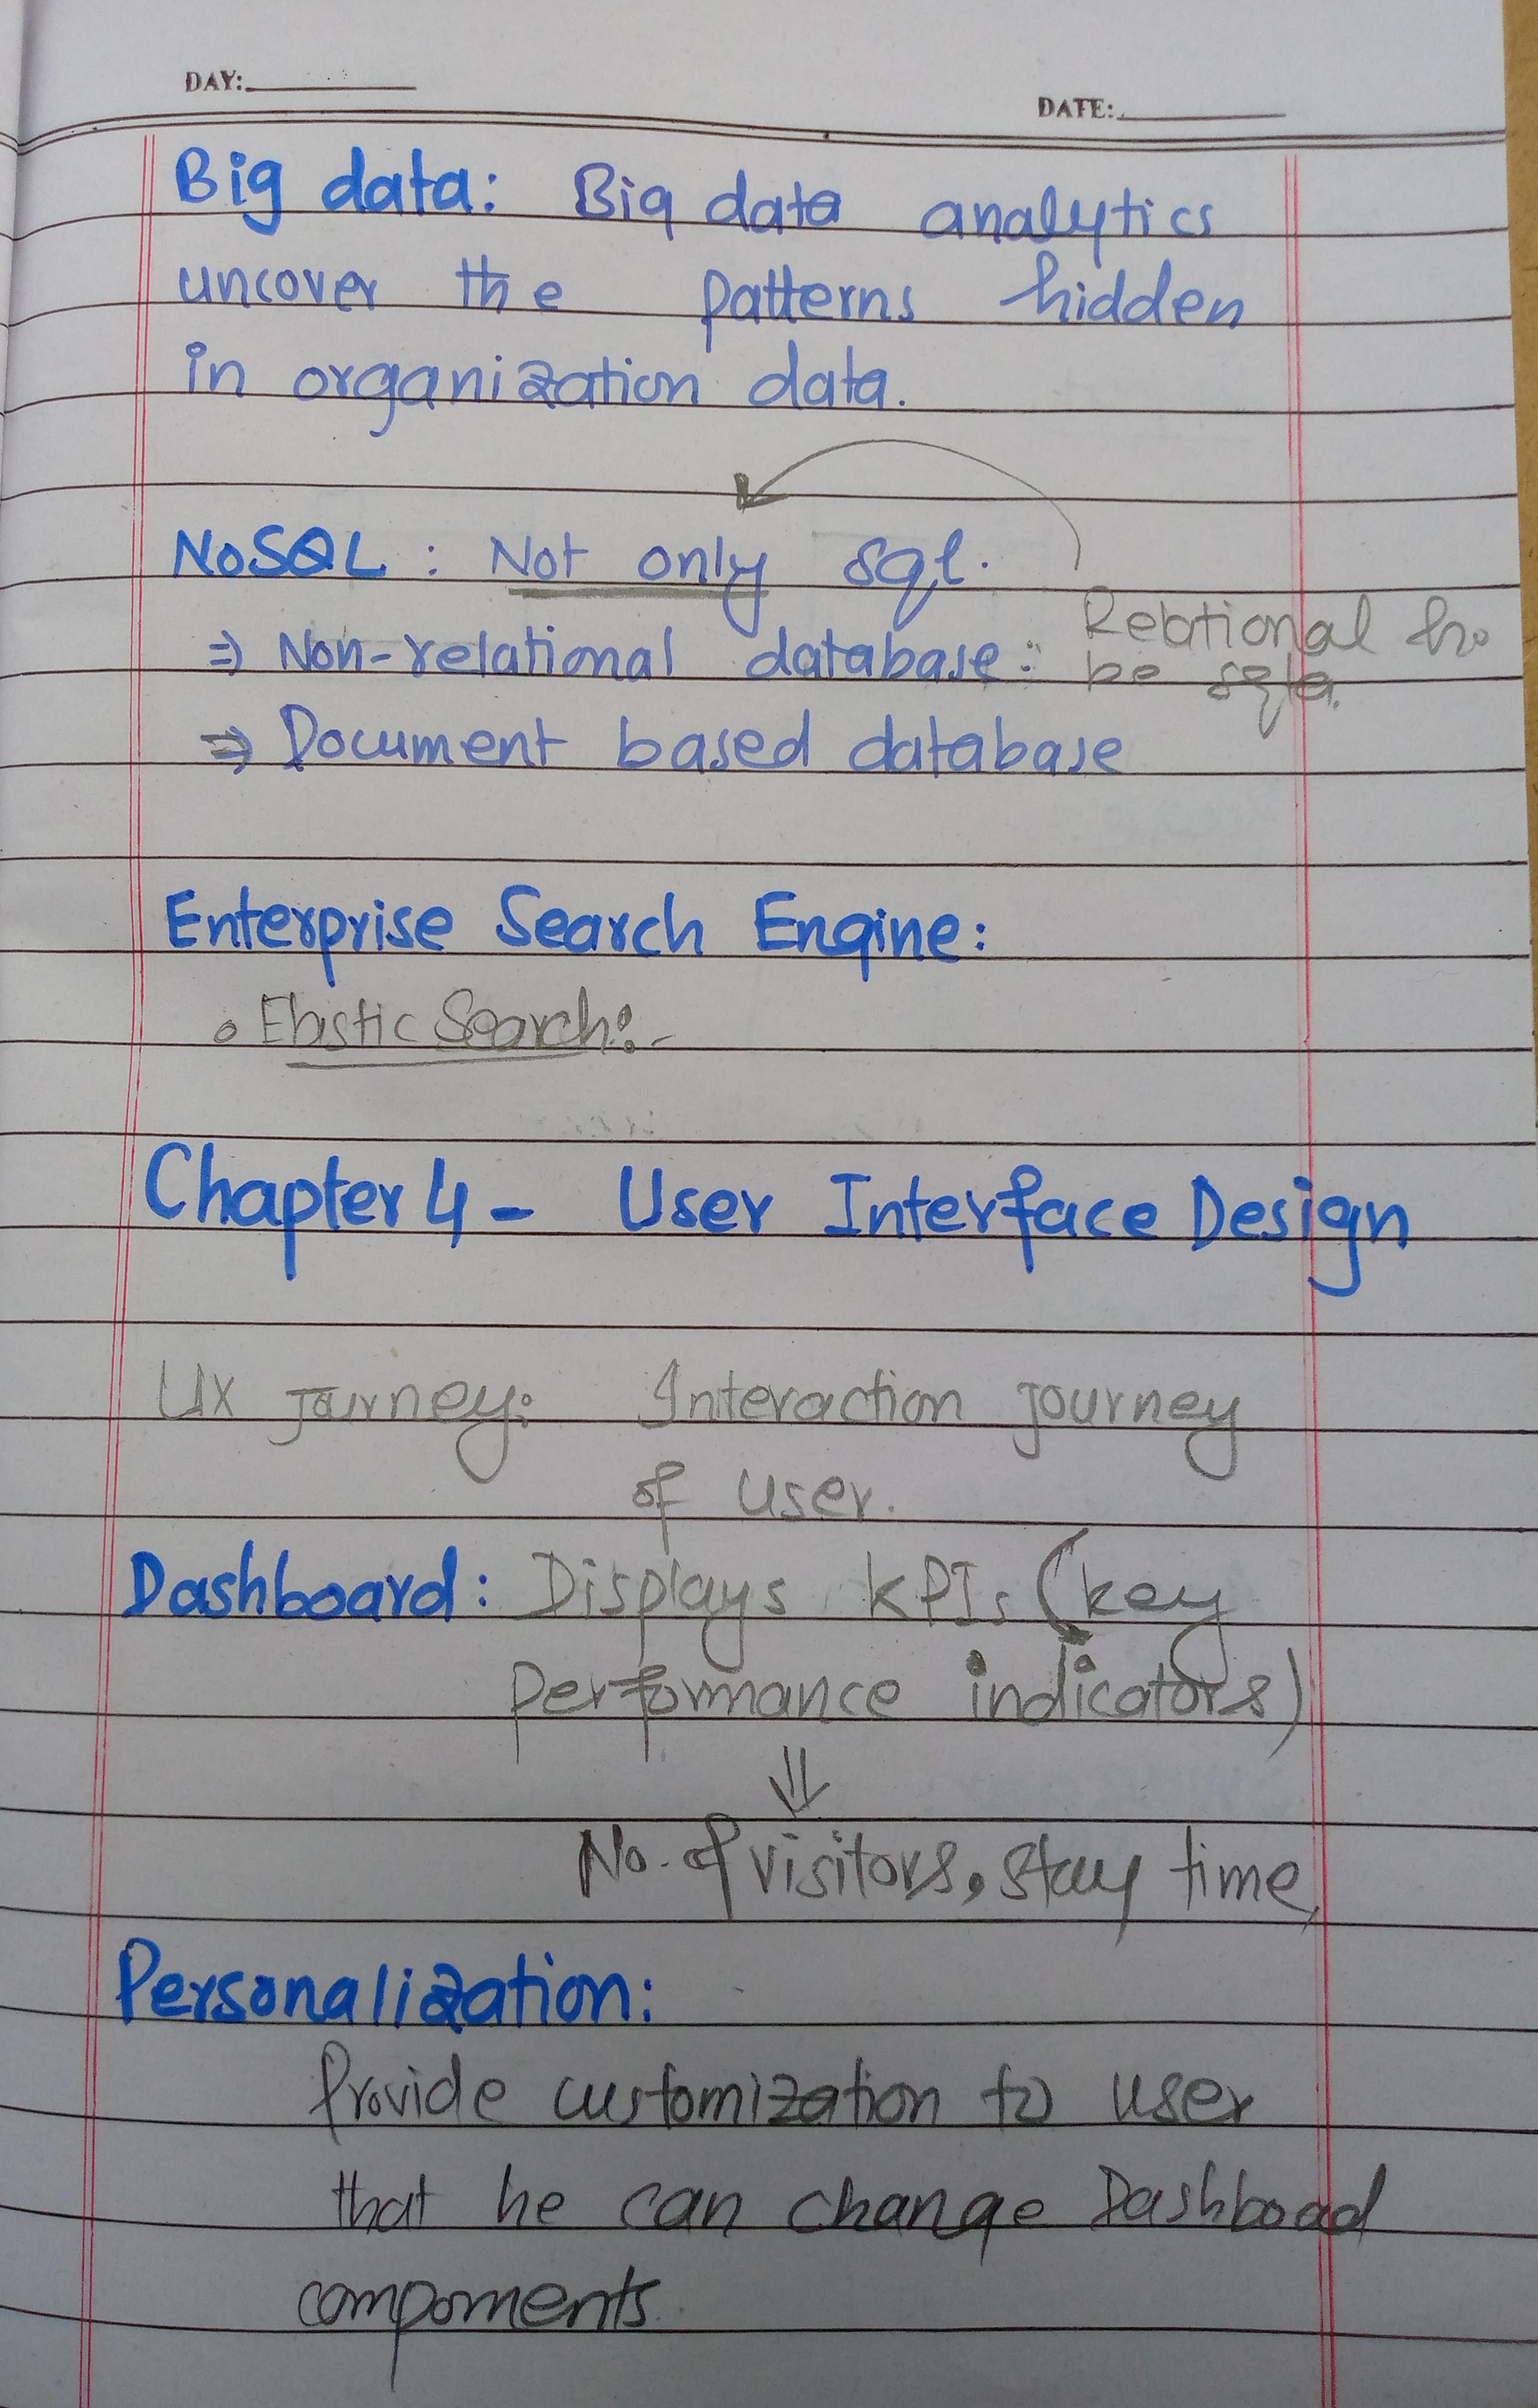 DAY:
DATE:
Big data: Big data analytics
uncover the patterns hidden
in organization data.
NoSQL : Not only sql.
⇒ Non-relational database:
Relational
be
⇒ Document based database
Enterprise Search Engine:
• Elastic Search:-
Chapter 4 - User Interface Design
Ux journey: Interaction journey
of user.
Dashboard: Displays KPIs (key
performance indicators)
⇓
No. of visitors, stay time,
Personalization:
Provide customization to user
that he can change Dashboad
compoments.